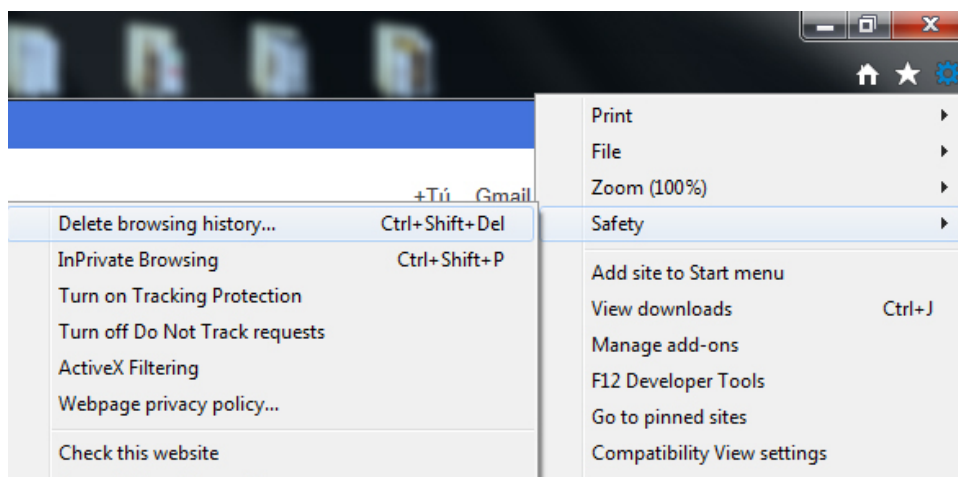 +Tú Gmail
Print
File
Zoom (100%)
Safety
Add site to Start menu
View downloads Ctrl+J
Manage add-ons
F12 Developer Tools
Go to pinned sites
Compatibility View settings
Delete browsing history... Ctrl+Shift+Del
InPrivate Browsing Ctrl+Shift+P
Turn on Tracking Protection
Turn off Do Not Track requests
ActiveX Filtering
Webpage privacy policy...
Check this website